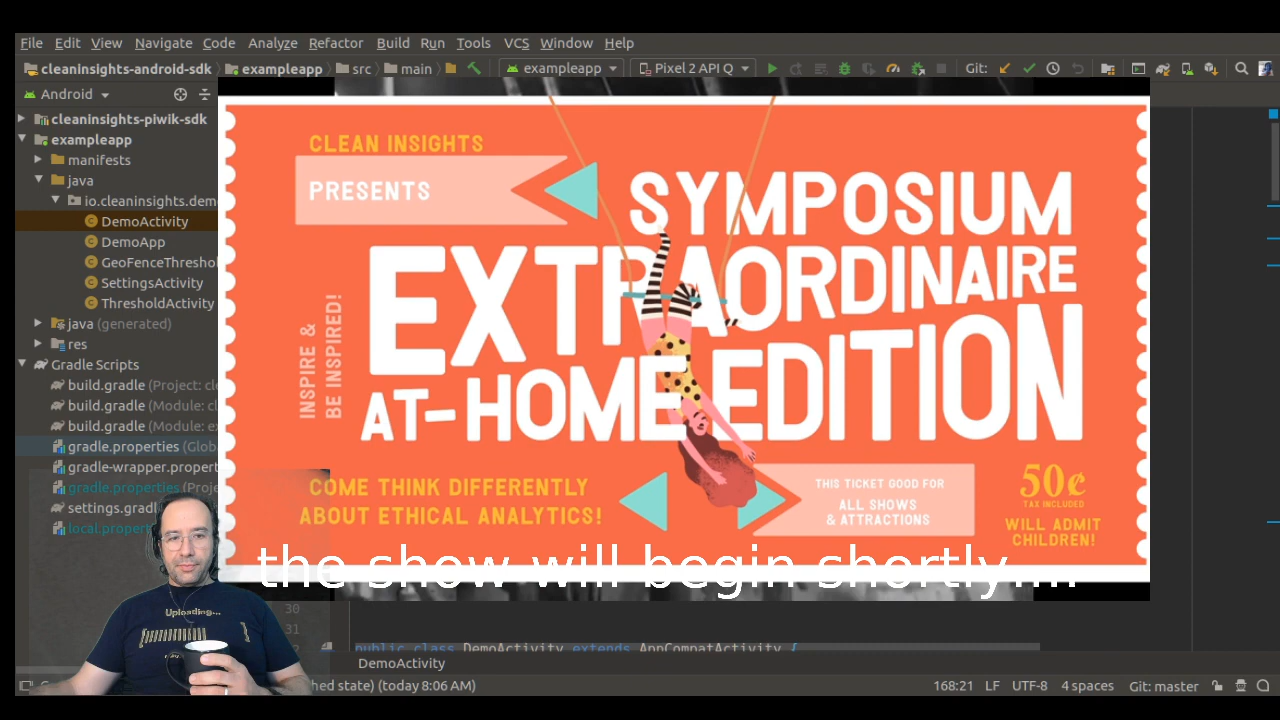 File Edit View Navigate Code Analyze Refactor Build Run Tools VCS Window Help
cleaninsights-android-sdk exampleapp src main exampleapp Pixel 2 API Q Git:
Android
cleaninsights-piwik-sdk
exampleapp
manifests
java
io.cleaninsights.dem
DemoActivity
DemoApp
GeoFenceThreshol
SettingsActivity
ThresholdActivity
java (generated)
res
Gradle Scripts
build.gradle (Project: cl
build.gradle (Module: cl
build.gradle (Module: e
gradle.properties (Glob
gradle-wrapper.propert
gradle.properties (Proje
settings.gradl
local.propert
CLEAN INSIGHTS
PRESENTS
SYMPOSIUM
EXTRAORDINAIRE
AT-HOME EDITION
INSPIRE &
BE INSPIRED!
COME THINK DIFFERENTLY
ABOUT ETHICAL ANALYTICS!
THIS TICKET GOOD FOR
ALL SHOWS
& ATTRACTIONS
50¢
TAX INCLUDED
WILL ADMIT
CHILDREN!
the show will begin shortly....
Uploading...
30
31
public class DemoActivity extends AppCompatActivity {
DemoActivity
hed state) (today 8:06 AM) 168:21 LF UTF-8 4 spaces Git: master